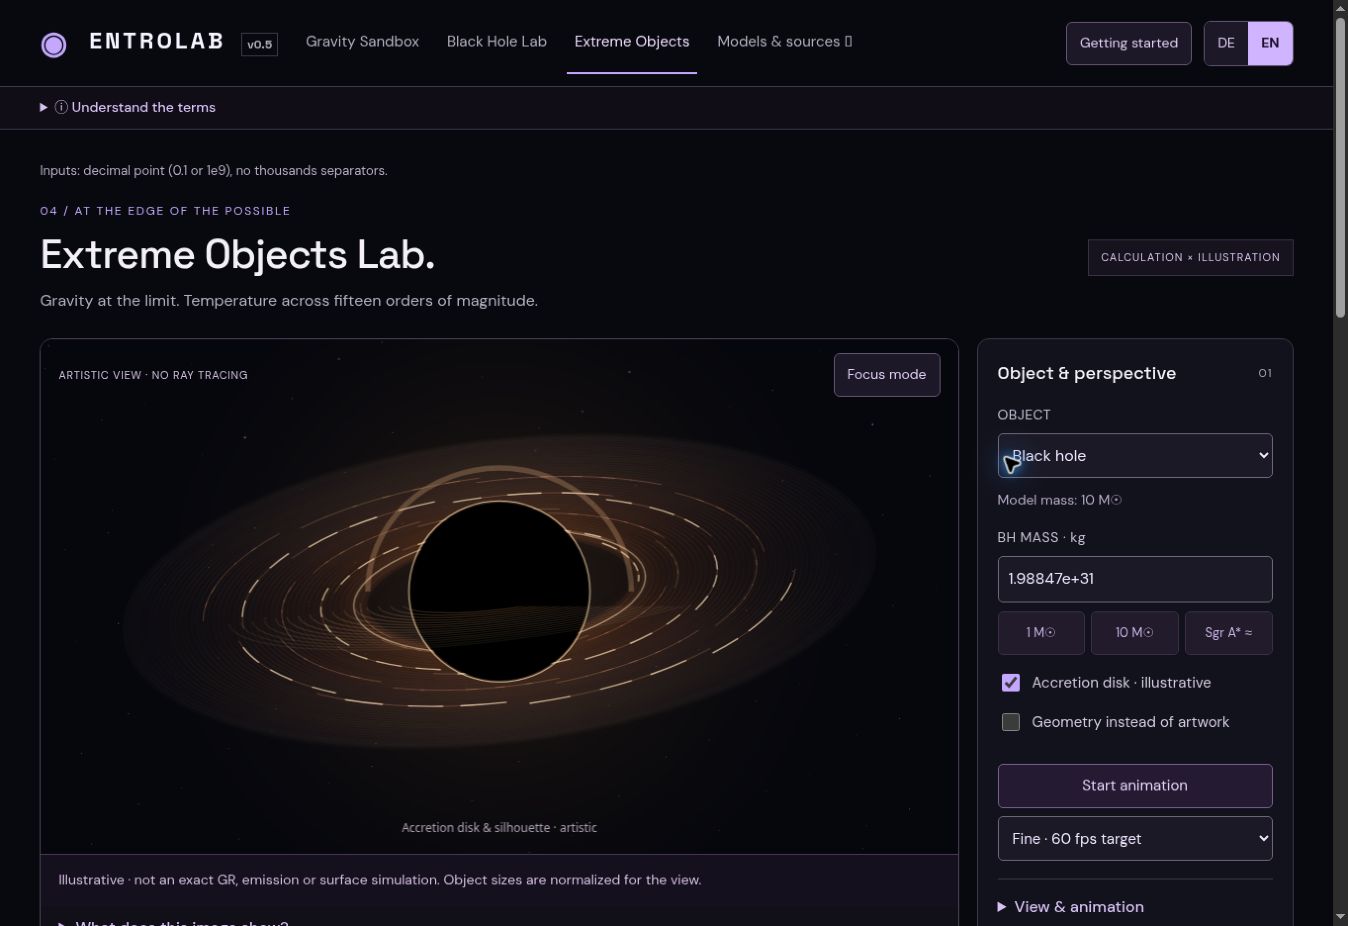 ENTROLAB v0.5 Gravity Sandbox Black Hole Lab Extreme Objects Models & sources Getting started DE EN
ⓘ Understand the terms
Inputs: decimal point (0.1 or 1e9), no thousands separators.
04 / AT THE EDGE OF THE POSSIBLE
Extreme Objects Lab.
CALCULATION × ILLUSTRATION
Gravity at the limit. Temperature across fifteen orders of magnitude.
ARTISTIC VIEW · NO RAY TRACING
Focus mode
Accretion disk & silhouette · artistic
Illustrative · not an exact GR, emission or surface simulation. Object sizes are normalized for the view.
What does this image show?
Object & perspective 01
OBJECT
Black hole
Model mass: 10 M☉
BH MASS · kg
1.98847e+31
1 M☉ 10 M☉ Sgr A* ≈
Accretion disk · illustrative
Geometry instead of artwork
Start animation
Fine · 60 fps target
View & animation